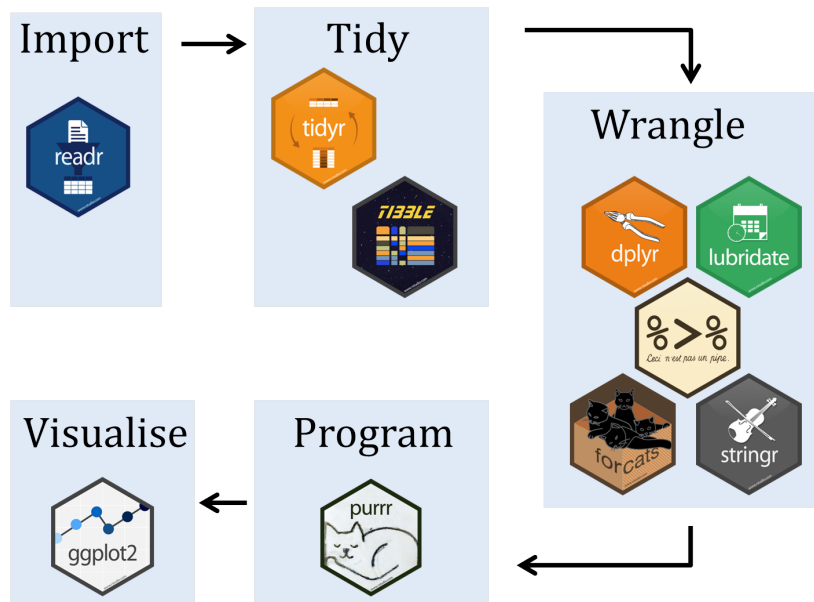 Import
readr
Tidy
tidyr
TIBBLE
Wrangle
dplyr
lubridate
%>%
Ceci n'est pas un pipe.
forcats
stringr
Program
purrr
Visualise
ggplot2